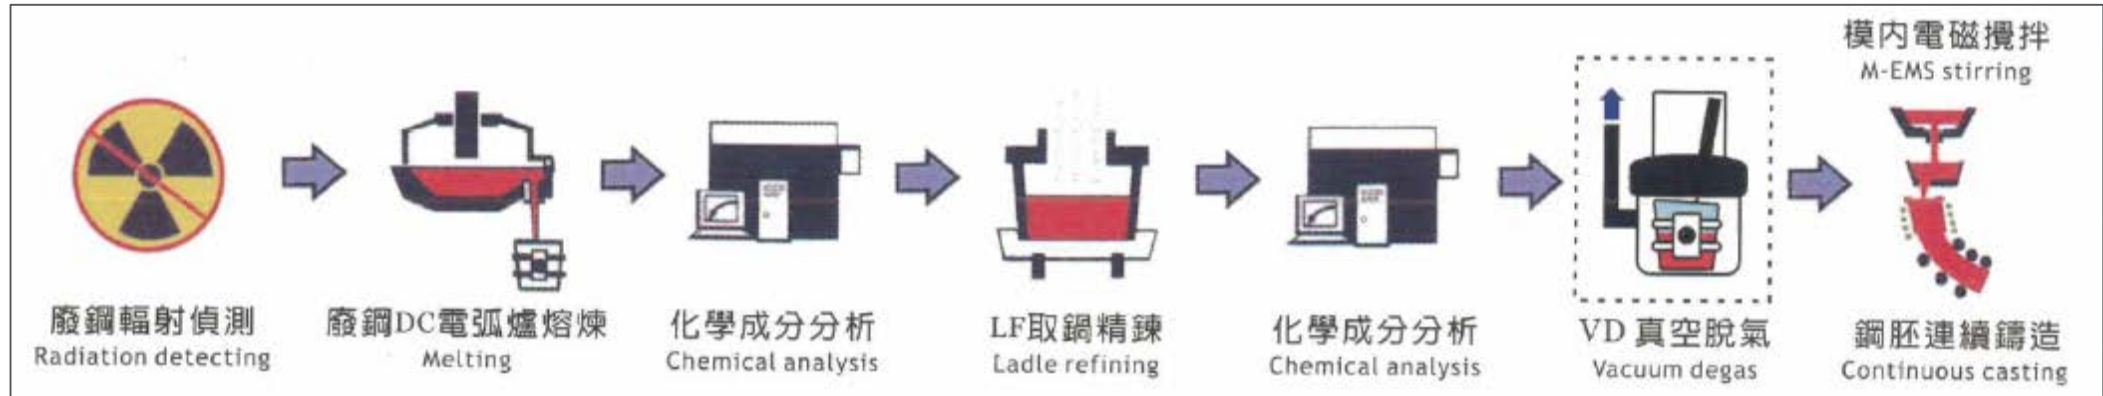 廢鋼輻射偵測
Radiation detecting
廢鋼DC電弧爐熔煉
Melting
化學成分分析
Chemical analysis
LF取鍋精鍊
Ladle refining
化學成分分析
Chemical analysis
VD 真空脫氣
Vacuum degas
模內電磁攪拌
M-EMS stirring
鋼胚連續鑄造
Continuous casting